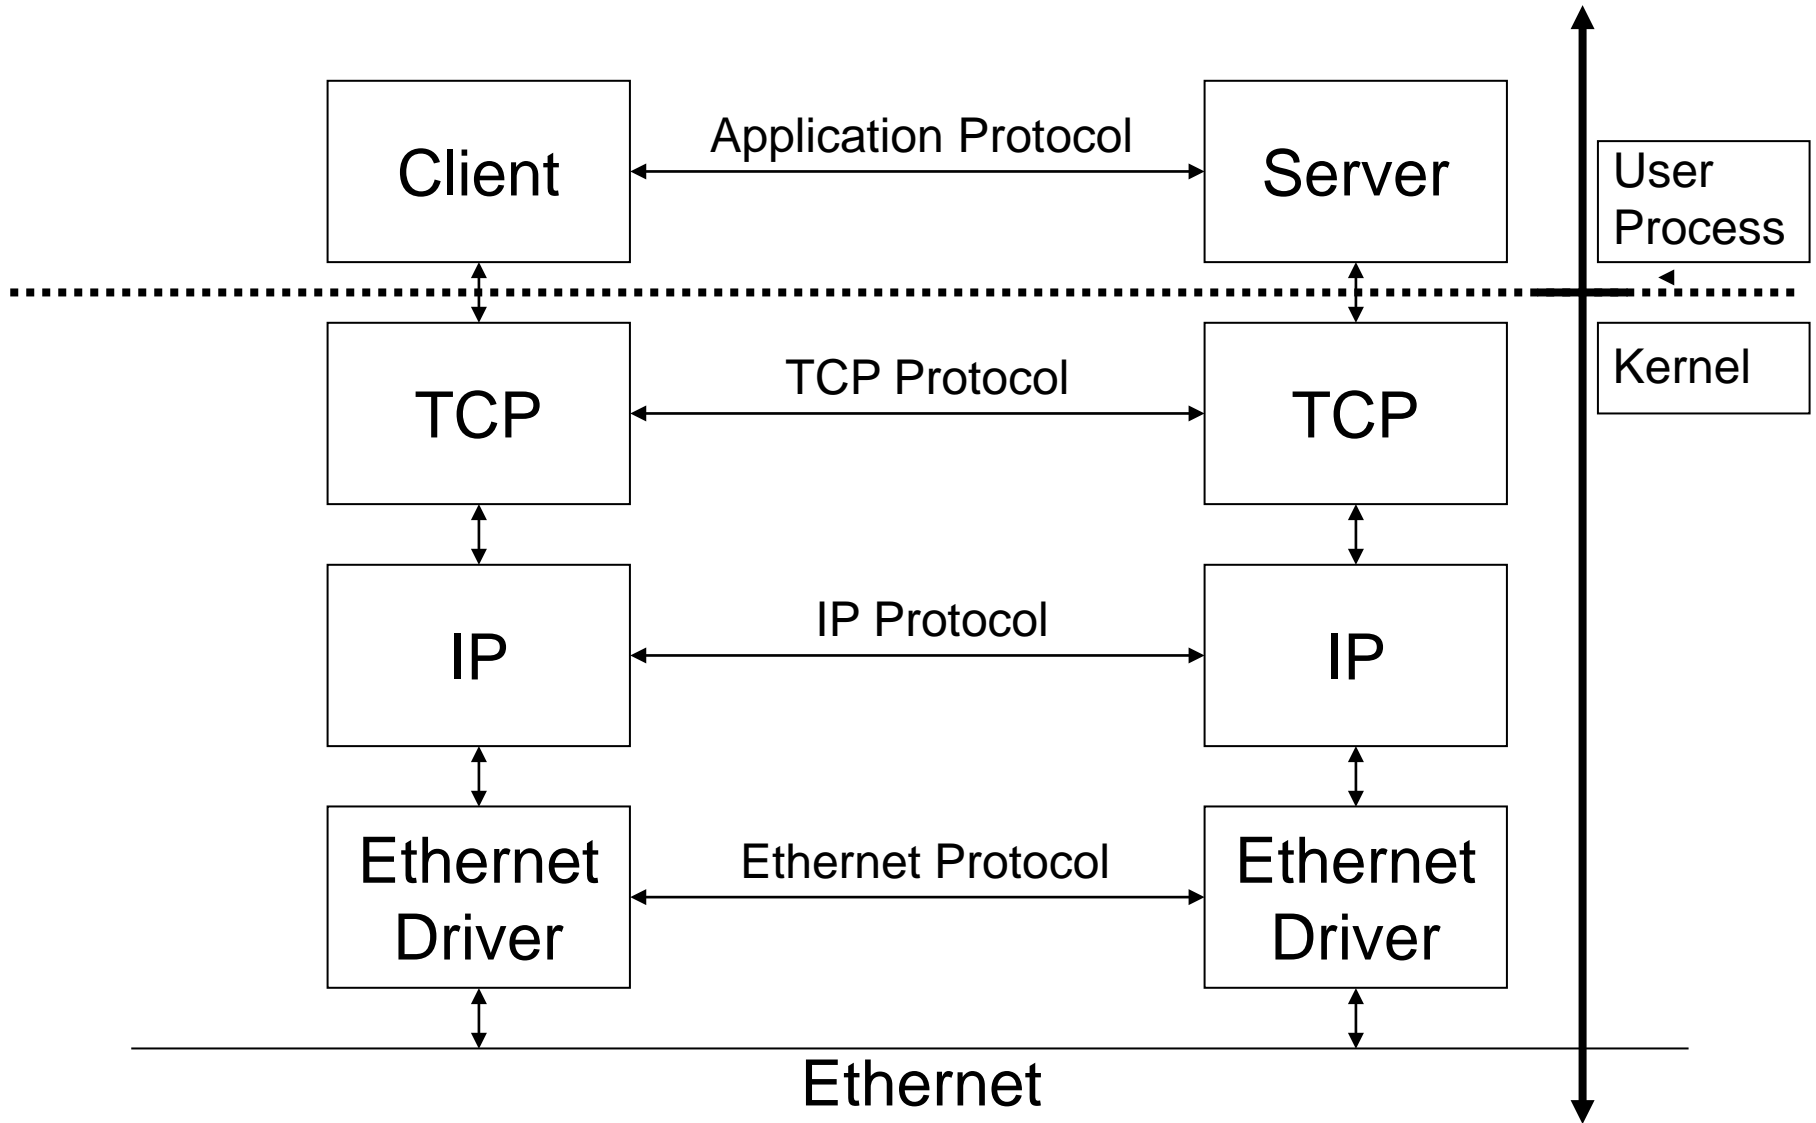 Client
Application Protocol
Server
User
Process
TCP
TCP Protocol
TCP
Kernel
IP
IP Protocol
IP
Ethernet
Driver
Ethernet Protocol
Ethernet
Driver
Ethernet